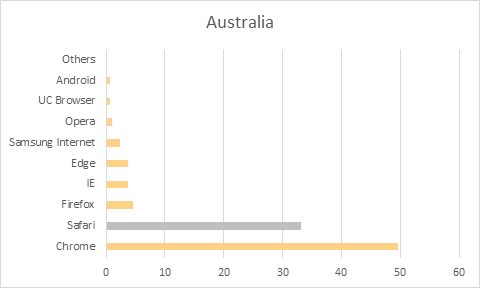 Australia
Others
Android
UC Browser
Opera
Samsung Internet
Edge
IE
Firefox
Safari
Chrome
0 10 20 30 40 50 60